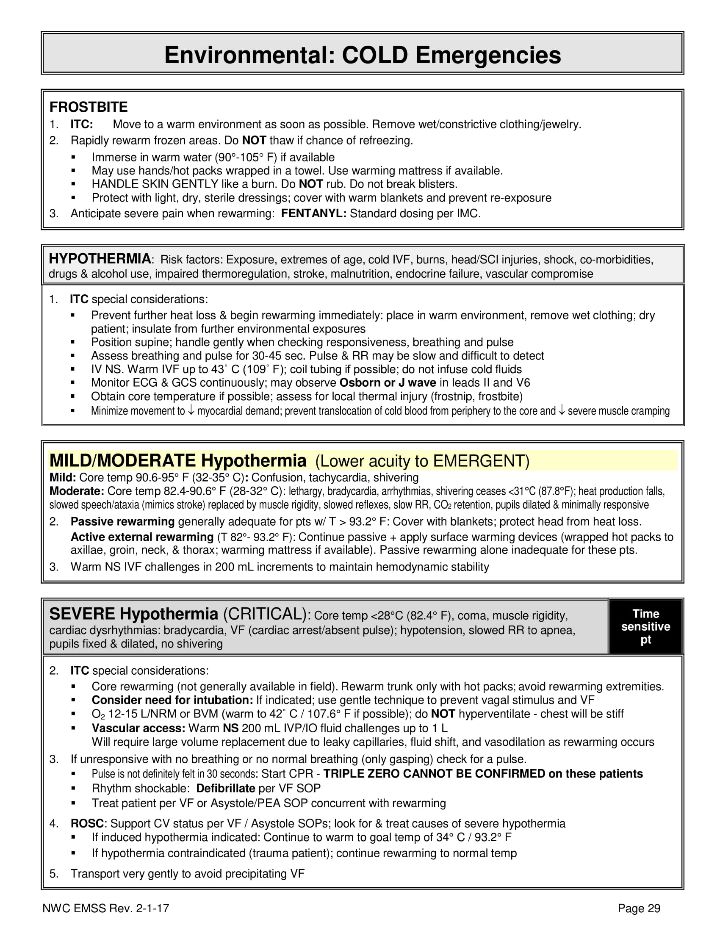 Environmental: COLD Emergencies
FROSTBITE
1. ITC: Move to a warm environment as soon as possible. Remove wet/constrictive clothing/jewelry.
2. Rapidly rewarm frozen areas. Do NOT thaw if chance of refreezing.
▪ Immerse in warm water (90°-105° F) if available
▪ May use hands/hot packs wrapped in a towel. Use warming mattress if available.
▪ HANDLE SKIN GENTLY like a burn. Do NOT rub. Do not break blisters.
▪ Protect with light, dry, sterile dressings; cover with warm blankets and prevent re-exposure
3. Anticipate severe pain when rewarming: FENTANYL: Standard dosing per IMC.
HYPOTHERMIA: Risk factors: Exposure, extremes of age, cold IVF, burns, head/SCI injuries, shock, co-morbidities,
drugs & alcohol use, impaired thermoregulation, stroke, malnutrition, endocrine failure, vascular compromise
1. ITC special considerations:
▪ Prevent further heat loss & begin rewarming immediately: place in warm environment, remove wet clothing; dry
patient; insulate from further environmental exposures
▪ Position supine; handle gently when checking responsiveness, breathing and pulse
▪ Assess breathing and pulse for 30-45 sec. Pulse & RR may be slow and difficult to detect
▪ IV NS. Warm IVF up to 43˚ C (109˚ F); coil tubing if possible; do not infuse cold fluids
▪ Monitor ECG & GCS continuously; may observe Osborn or J wave in leads II and V6
▪ Obtain core temperature if possible; assess for local thermal injury (frostnip, frostbite)
▪ Minimize movement to ↓ myocardial demand; prevent translocation of cold blood from periphery to the core and ↓ severe muscle cramping
MILD/MODERATE Hypothermia (Lower acuity to EMERGENT)
Mild: Core temp 90.6-95° F (32-35° C): Confusion, tachycardia, shivering
Moderate: Core temp 82.4-90.6° F (28-32° C): lethargy, bradycardia, arrhythmias, shivering ceases <31°C (87.8°F); heat production falls,
slowed speech/ataxia (mimics stroke) replaced by muscle rigidity, slowed reflexes, slow RR, CO₂ retention, pupils dilated & minimally responsive
2. Passive rewarming generally adequate for pts w/ T > 93.2° F: Cover with blankets; protect head from heat loss.
Active external rewarming (T 82°- 93.2° F): Continue passive + apply surface warming devices (wrapped hot packs to
axillae, groin, neck, & thorax; warming mattress if available). Passive rewarming alone inadequate for these pts.
3. Warm NS IVF challenges in 200 mL increments to maintain hemodynamic stability
SEVERE Hypothermia (CRITICAL): Core temp <28°C (82.4° F), coma, muscle rigidity,
cardiac dysrhythmias: bradycardia, VF (cardiac arrest/absent pulse); hypotension, slowed RR to apnea,
pupils fixed & dilated, no shivering
Time
sensitive
pt
2. ITC special considerations:
▪ Core rewarming (not generally available in field). Rewarm trunk only with hot packs; avoid rewarming extremities.
▪ Consider need for intubation: If indicated; use gentle technique to prevent vagal stimulus and VF
▪ O₂ 12-15 L/NRM or BVM (warm to 42˚ C / 107.6° F if possible); do NOT hyperventilate - chest will be stiff
▪ Vascular access: Warm NS 200 mL IVP/IO fluid challenges up to 1 L
Will require large volume replacement due to leaky capillaries, fluid shift, and vasodilation as rewarming occurs
3. If unresponsive with no breathing or no normal breathing (only gasping) check for a pulse.
▪ Pulse is not definitely felt in 30 seconds: Start CPR - TRIPLE ZERO CANNOT BE CONFIRMED on these patients
▪ Rhythm shockable: Defibrillate per VF SOP
▪ Treat patient per VF or Asystole/PEA SOP concurrent with rewarming
4. ROSC: Support CV status per VF / Asystole SOPs; look for & treat causes of severe hypothermia
▪ If induced hypothermia indicated: Continue to warm to goal temp of 34° C / 93.2° F
▪ If hypothermia contraindicated (trauma patient); continue rewarming to normal temp
5. Transport very gently to avoid precipitating VF
NWC EMSS Rev. 2-1-17 Page 29